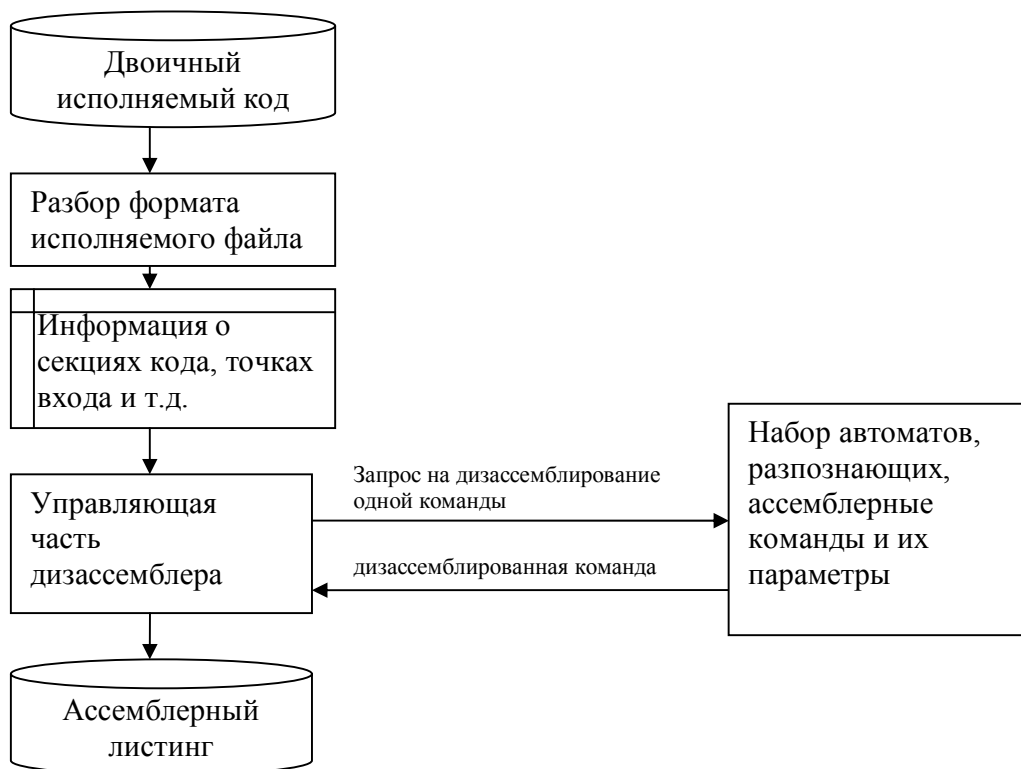 Двоичный
исполняемый код
Разбор формата
исполняемого файла
Информация о
секциях кода, точках
входа и т.д.
Управляющая
часть
дизассемблера
Запрос на дизассемблирование
одной команды
дизассемблированная команда
Набор автоматов,
разпознающих,
ассемблерные
команды и их
параметры
Ассемблерный
листинг